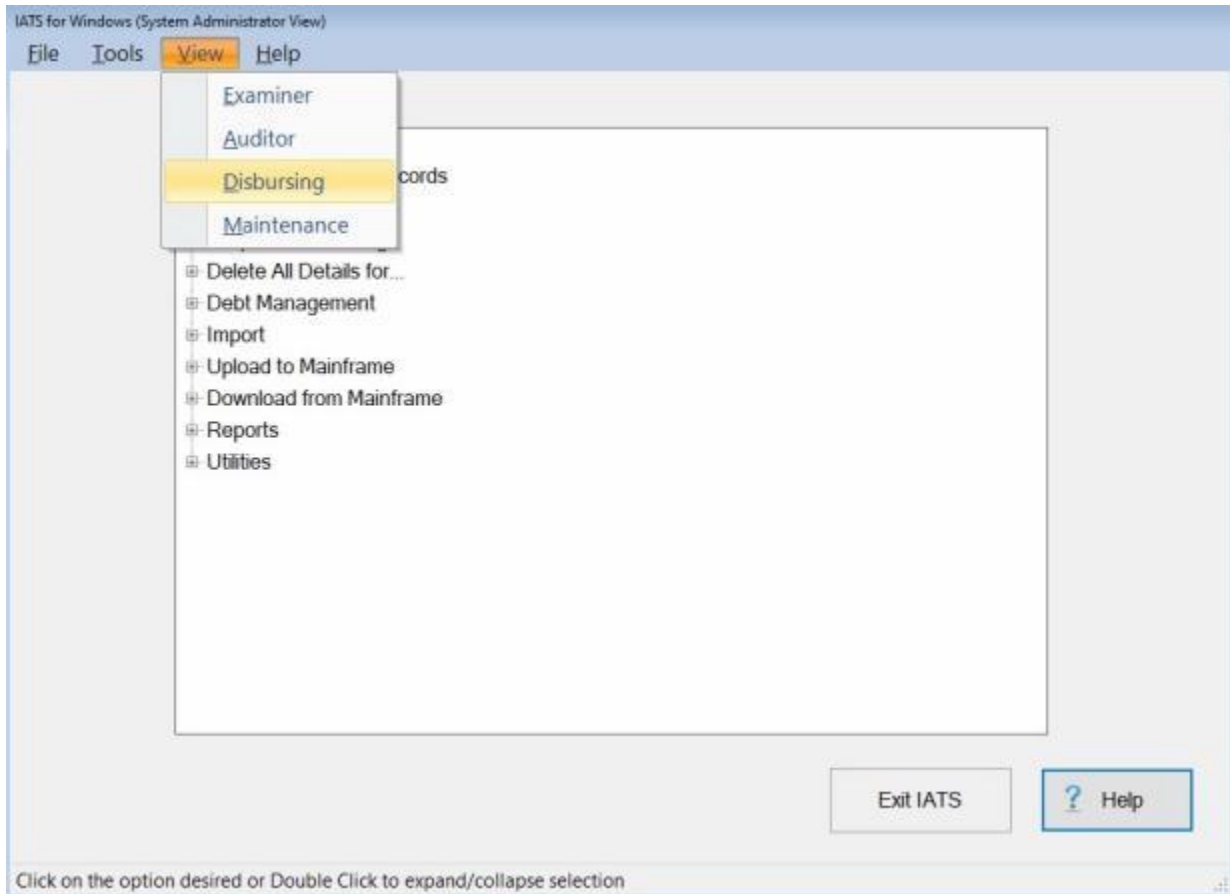 IATS for Windows (System Administrator View)
File Tools View Help
Examiner
Auditor
Disbursing
cords
Maintenance
Delete All Details for...
Debt Management
Import
Upload to Mainframe
Download from Mainframe
Reports
Utilities
Exit IATS
? Help
Click on the option desired or Double Click to expand/collapse selection